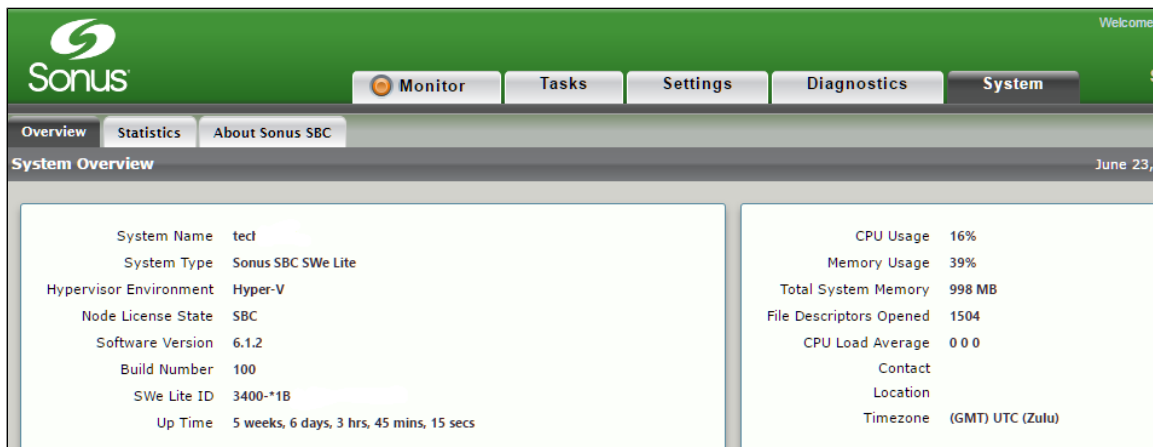 Welcome
Sonus
Monitor Tasks Settings Diagnostics System
Overview Statistics About Sonus SBC
System Overview June 23,
System Name
System Type Sonus SBC SWe Lite
Hypervisor Environment Hyper-V
Node License State SBC
Software Version 6.1.2
Build Number 100
SWe Lite ID 3400-*1B
Up Time 5 weeks, 6 days, 3 hrs, 45 mins, 15 secs
CPU Usage 16%
Memory Usage 39%
Total System Memory 998 MB
File Descriptors Opened 1504
CPU Load Average 0 0 0
Contact
Location
Timezone (GMT) UTC (Zulu)